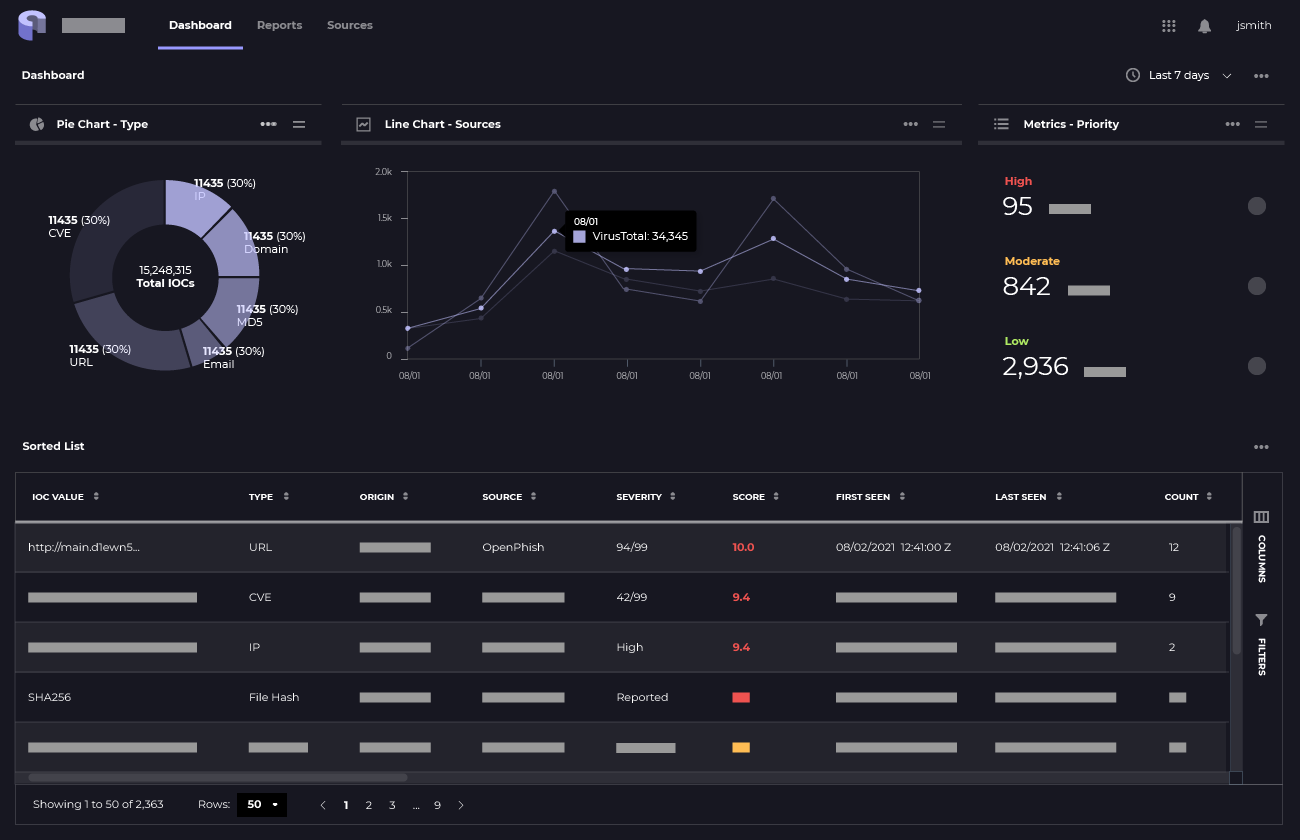 Dashboard Reports Sources jsmith
Dashboard Last 7 days
Pie Chart - Type
11435 (30%)
IP
11435 (30%)
CVE
11435 (30%)
Domain
15,248,315
Total IOCs
11435 (30%)
MD5
11435 (30%)
URL
11435 (30%)
Email
Line Chart - Sources
2.0k
1.5k
1.0k
0.5k
0
08/01
VirusTotal: 34,345
08/01 08/01 08/01 08/01 08/01 08/01 08/01 08/01
Metrics - Priority
High
95
Moderate
842
Low
2,936
Sorted List
IOC VALUE TYPE ORIGIN SOURCE SEVERITY SCORE FIRST SEEN LAST SEEN COUNT
http://main.d1ewn5... URL OpenPhish 94/99 10.0 08/02/2021 12:41:00 Z 08/02/2021 12:41:06 Z 12
CVE 42/99 9.4 9
IP High 9.4 2
SHA256 File Hash Reported
COLUMNS
FILTERS
Showing 1 to 50 of 2,363 Rows: 50 1 2 3 ... 9